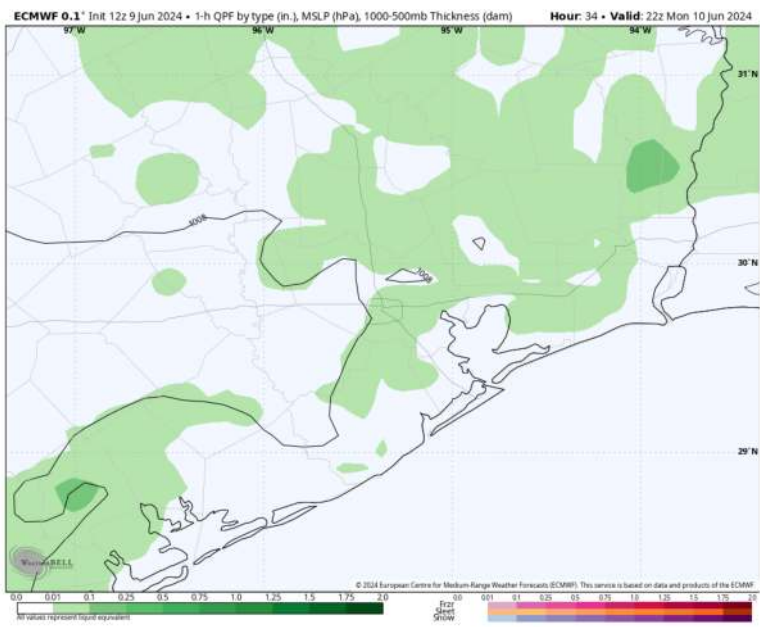 ECMWF 0.1° Init 12z 9 Jun 2024 • 1-h QPF by type (in.), MSLP (hPa), 1000-500mb Thickness (dam) Hour: 34 • Valid: 22z Mon 10 Jun 2024
97°W 96°W 95°W 94°W
31°N
1008
30°N
1008
29°N
WeatherBELL
© 2024 European Centre for Medium-Range Weather Forecasts (ECMWF). This service is based on data and products of the ECMWF
0.0 0.01 0.1 0.25 0.5 0.75 1.0 1.25 1.5 1.75 2.0
0.0 0.01 0.1 0.25 0.5 0.75 1.0 1.25 1.5 1.75 2.0
All values represent liquid equivalent
Frzr
Sleet
Snow